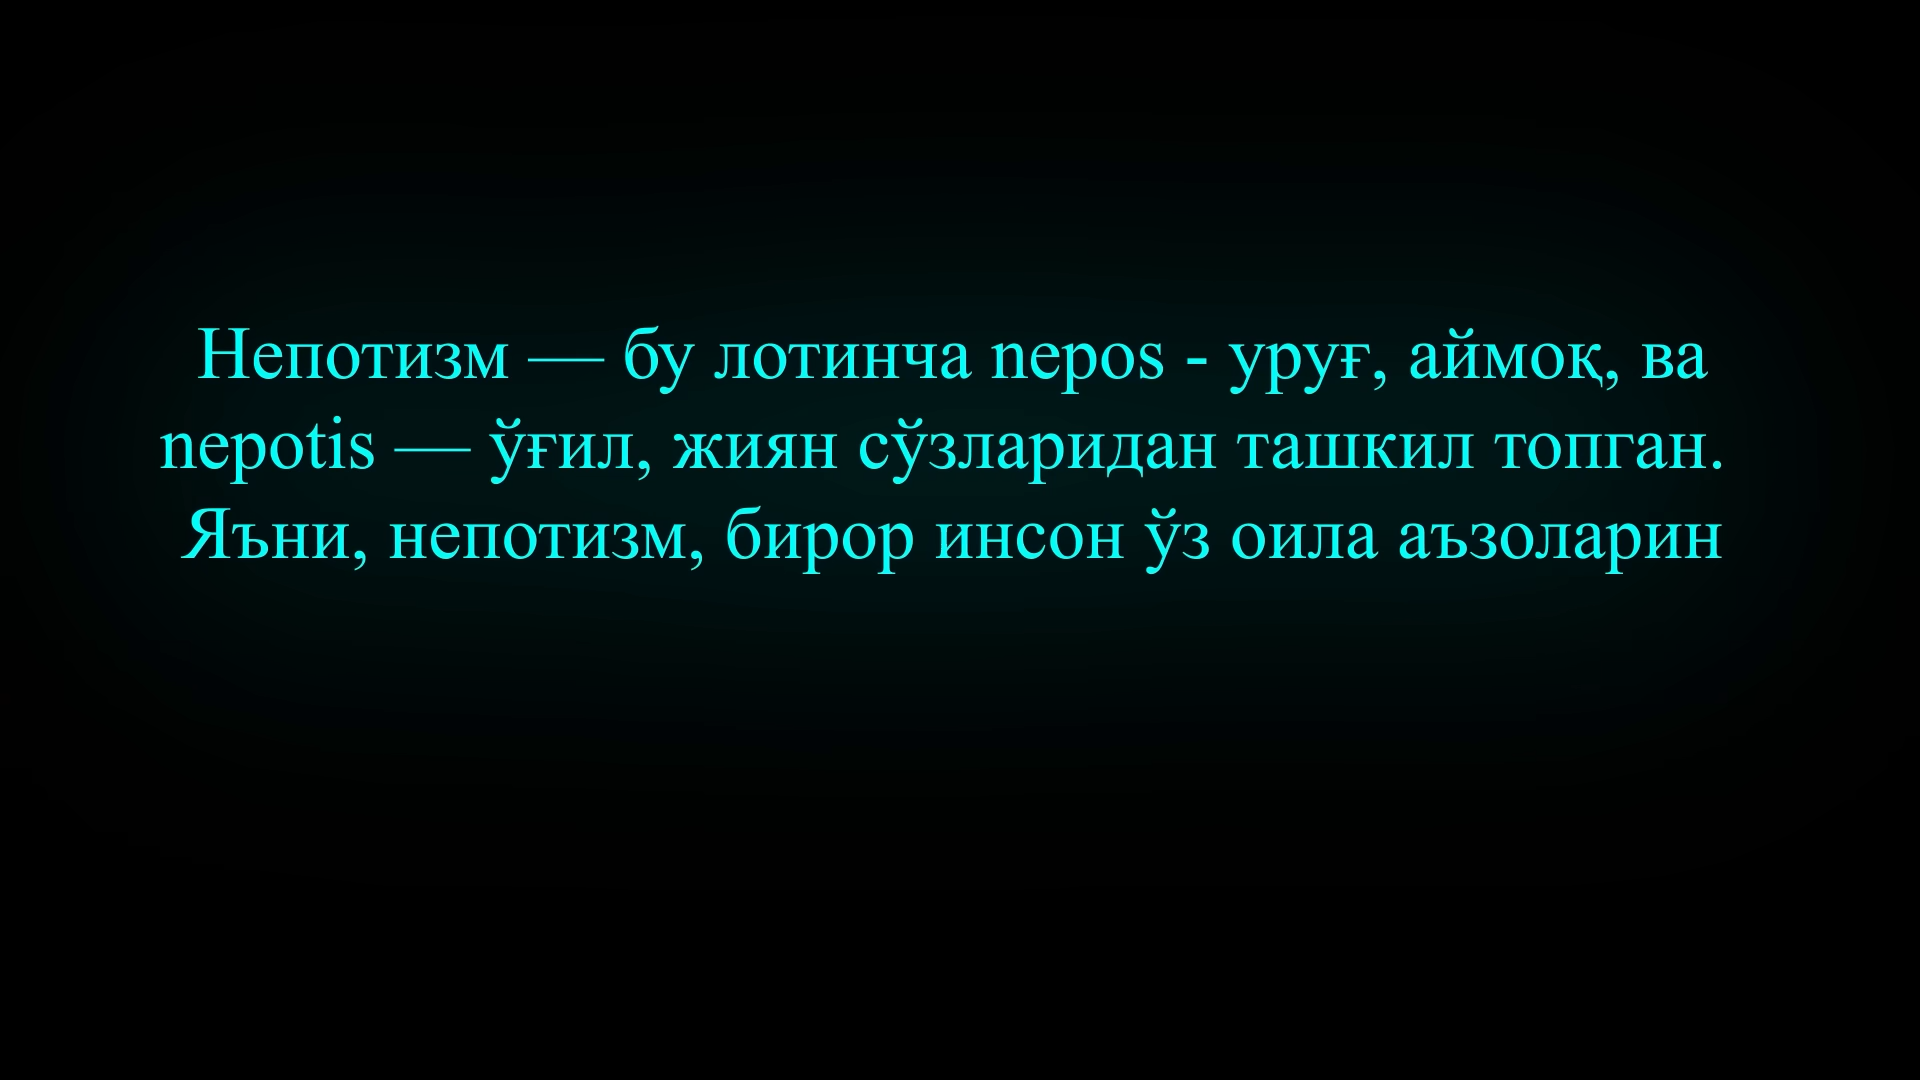 Непотизм — бу лотинча nepos - уруғ, аймоқ, ва
nepotis — ўғил, жиян сўзларидан ташкил топган.
Яъни, непотизм, бирор инсон ўз оила аъзоларин